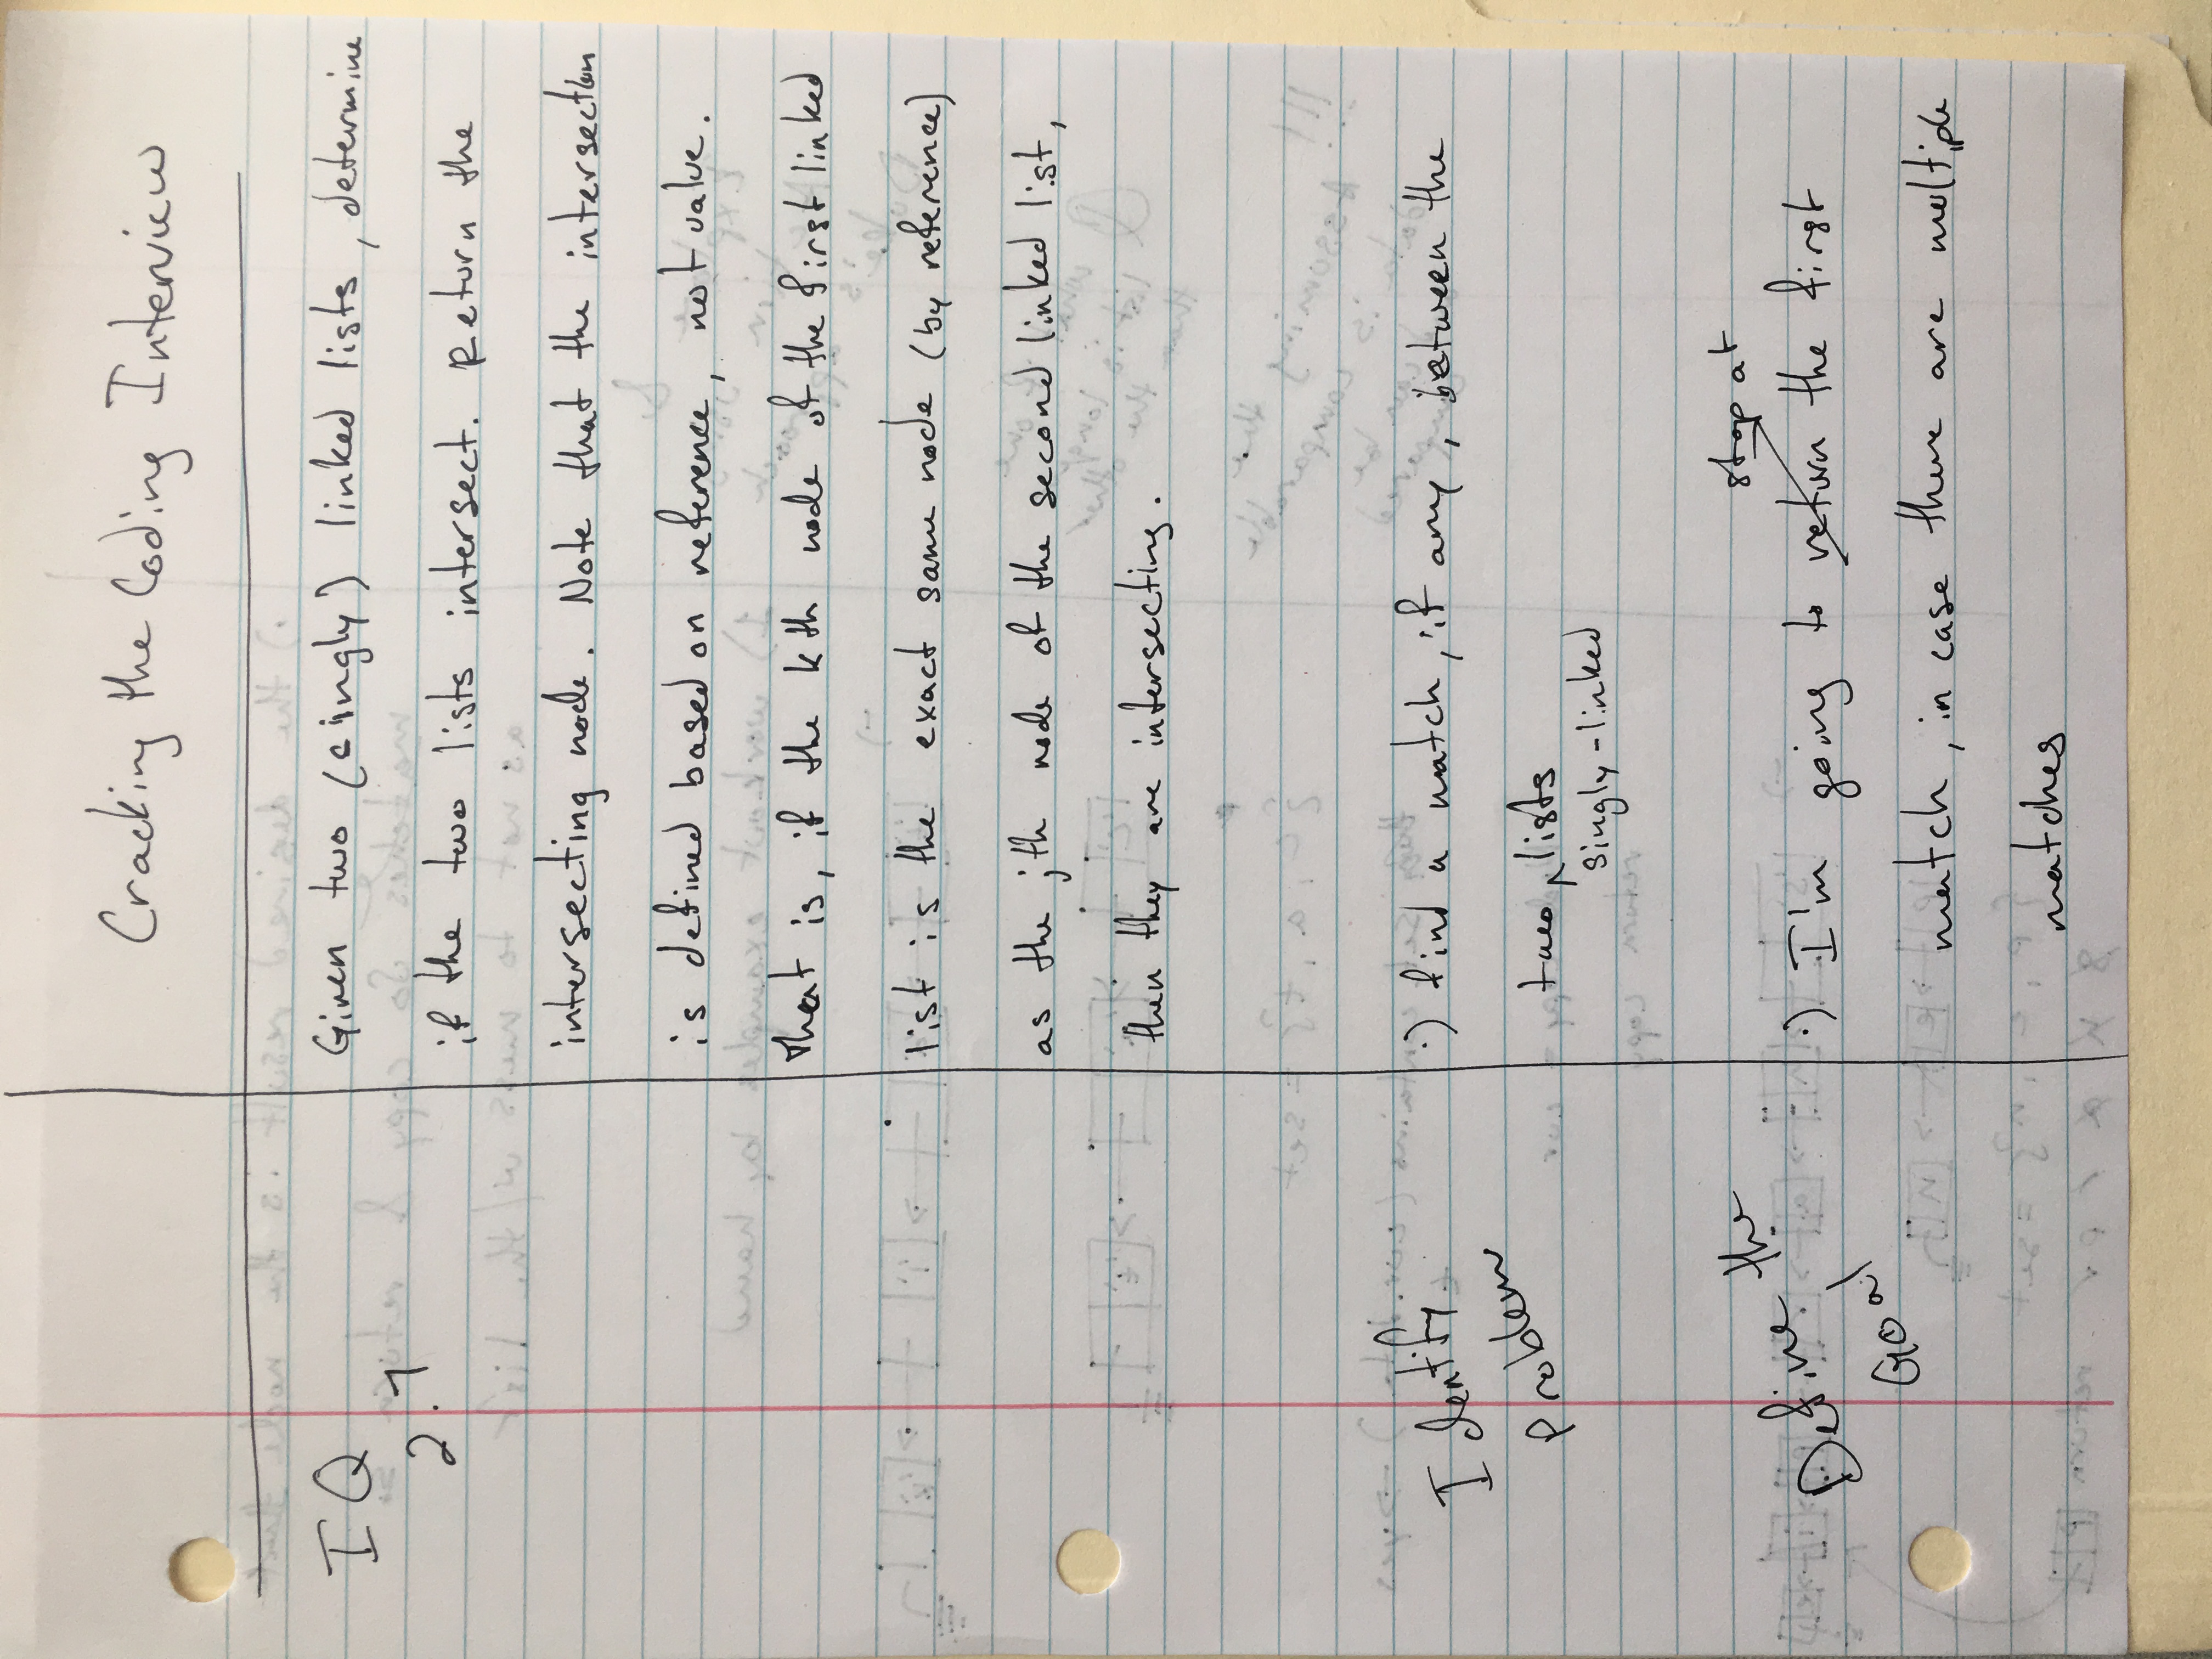 Cracking the Coding Interview
IQ
2.7
Given two (singly) linked lists, determine
if the two lists intersect. Return the
intersecting node. Note that the intersection
is defined based on reference, not value.
That is, if the kth node of the first linked
list is the exact same node (by reference)
as the jth node of the second linked list,
then they are intersecting.
Identify
Problem
·) find a match, if any, between the
two ^ lists
singly-linked
Define the
Goal
stop at
·) I'm going to return the first
match, in case there are multiple
matches